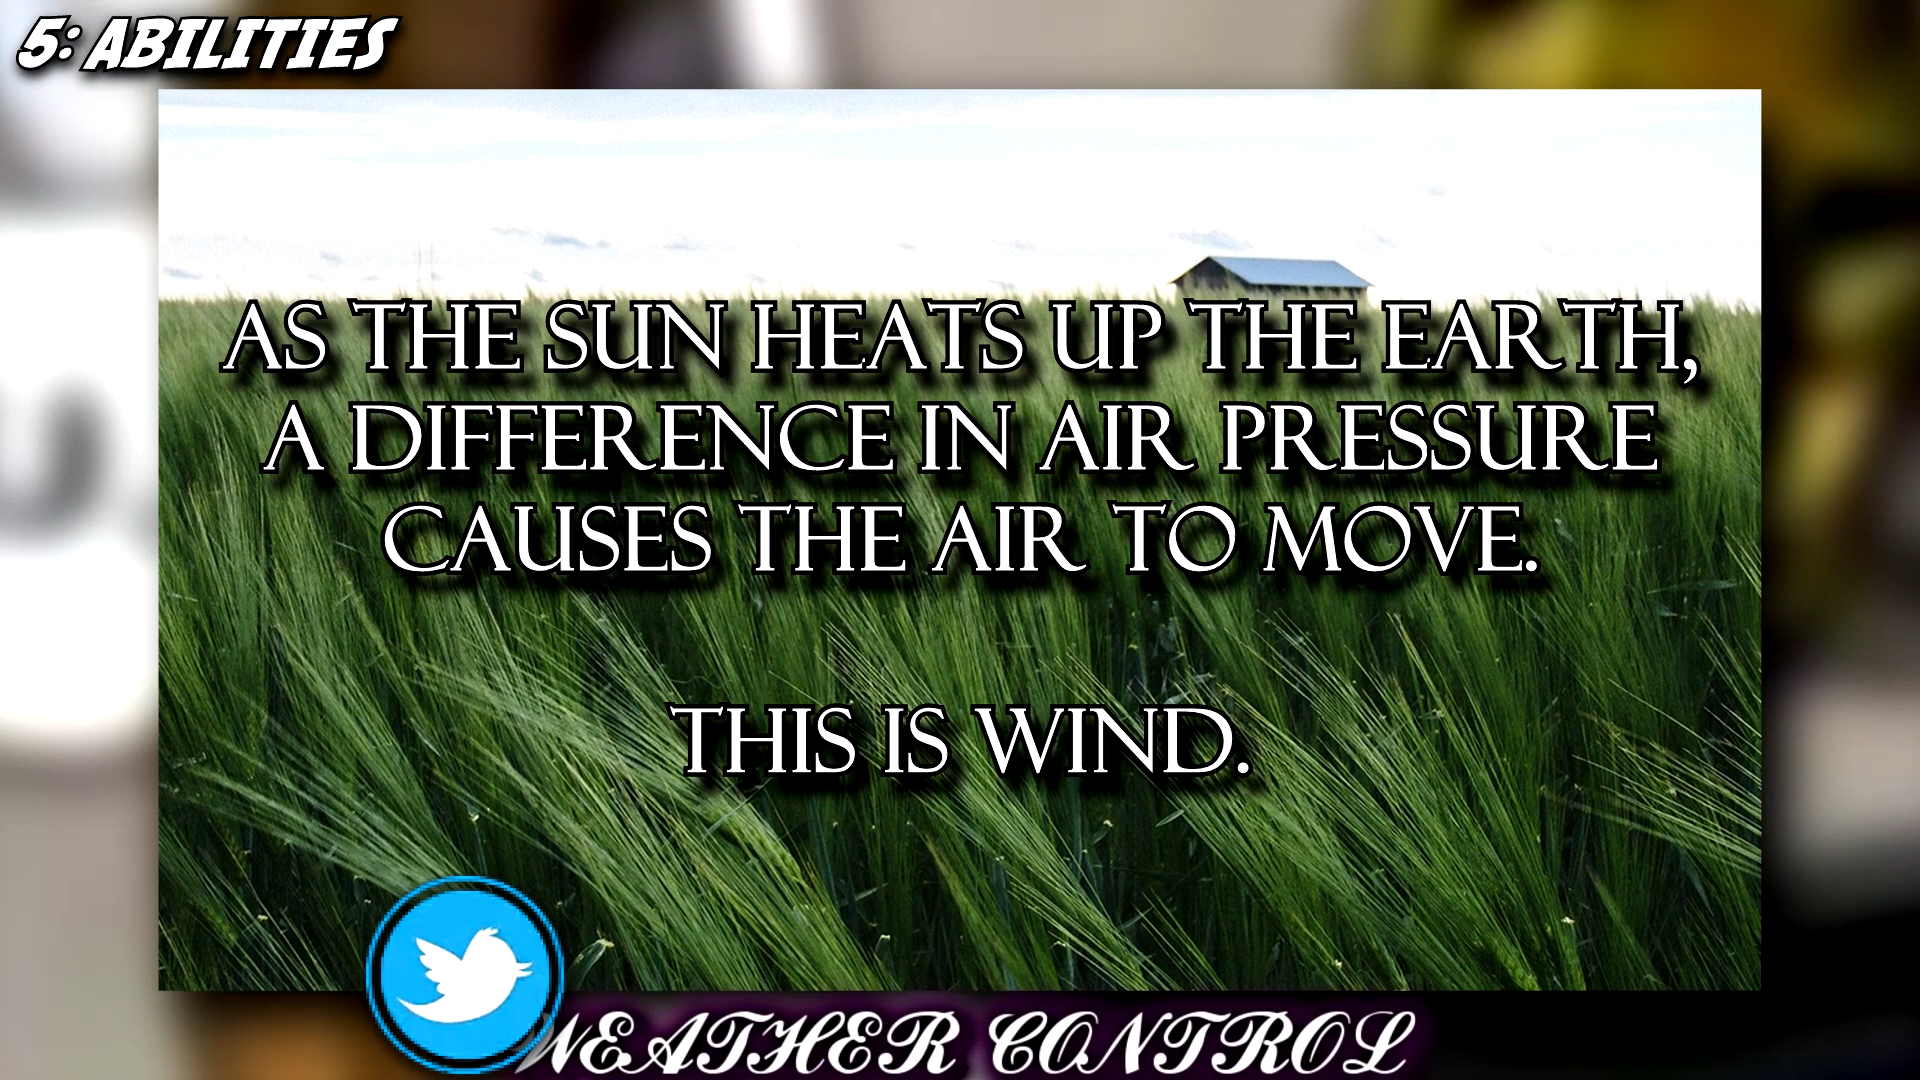 5: ABILITIES
AS THE SUN HEATS UP THE EARTH,
A DIFFERENCE IN AIR PRESSURE
CAUSES THE AIR TO MOVE.
THIS IS WIND.
WEATHER CONTROL